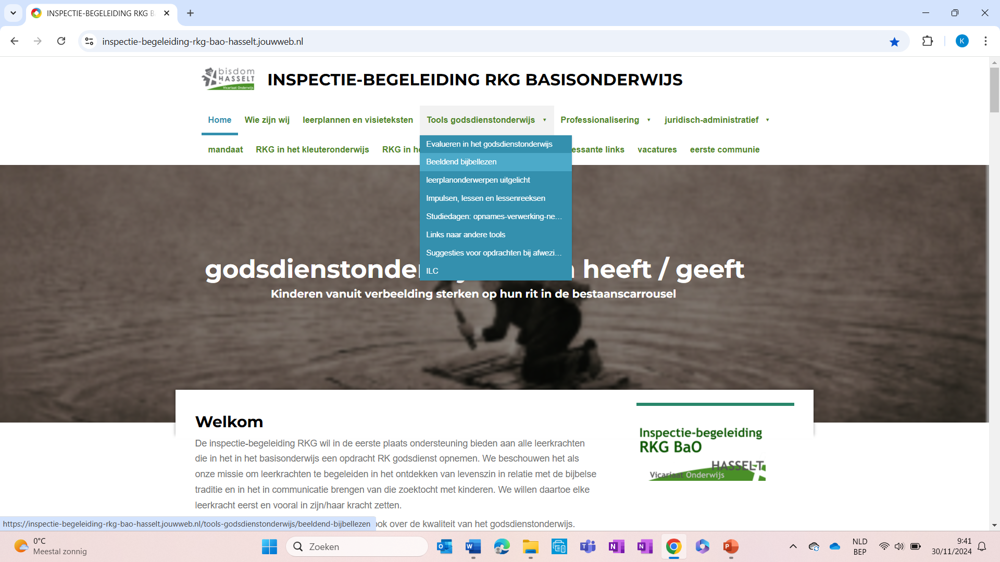 INSPECTIE-BEGELEIDING RKG B
inspectie-begeleiding-rkg-bao-hasselt.jouwweb.nl
K
bisdom
HASSELT
Vicariaat Onderwijs
INSPECTIE-BEGELEIDING RKG BASISONDERWIJS
Home Wie zijn wij leerplannen en visieteksten Tools godsdienstonderwijs Professionalisering juridisch-administratief
mandaat RKG in het kleuteronderwijs RKG in essante links vacatures eerste communie
Evalueren in het godsdienstonderwijs
Beeldend bijbellezen
leerplanonderwerpen uitgelicht
Impulsen, lessen en lessenreeksen
Studiedagen: opnames-verwerking-ne...
Links naar andere tools
Suggesties voor opdrachten bij afwezi...
ILC
godsdienstonde heeft / geeft
Kinderen vanuit verbeelding sterken op hun rit in de bestaanscarrousel
Welkom
De inspectie-begeleiding RKG wil in de eerste plaats ondersteuning bieden aan alle leerkrachten
die in het in het basisonderwijs een opdracht RK godsdienst opnemen. We beschouwen het als
onze missie om leerkrachten te begeleiden in het ontdekken van levenszin in relatie met de bijbelse
traditie en in het in communicatie brengen van die zoektocht met kinderen. We willen daartoe elke
leerkracht eerst en vooral in zijn/haar kracht zetten.
ook over de kwaliteit van het godsdienstonderwijs.
Inspectie-begeleiding
RKG BaO
HASSELT
Vicariaat Onderwijs
https://inspectie-begeleiding-rkg-bao-hasselt.jouwweb.nl/tools-godsdienstonderwijs/beeldend-bijbellezen
0°C
Meestal zonnig
Zoeken
NLD
BEP
9:41
30/11/2024